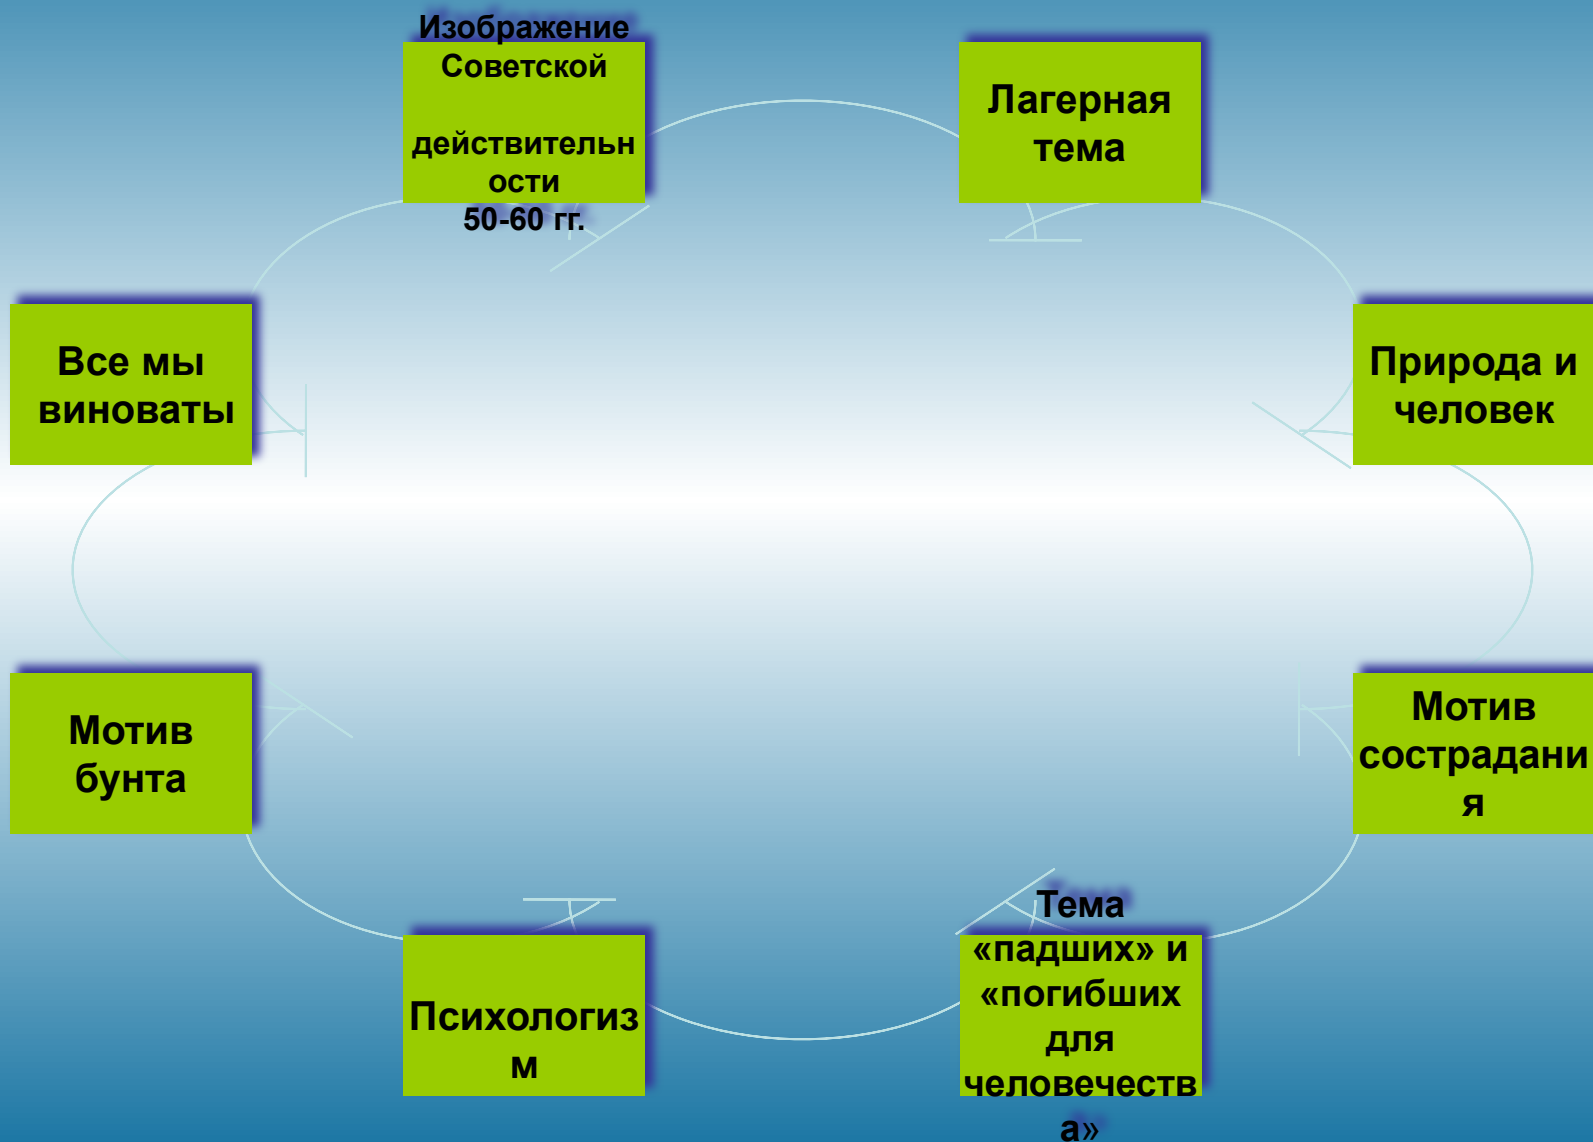 Изображение
Советской
действительн
ости
50-60 гг.
Лагерная
тема
Все мы
виноваты
Природа и
человек
Мотив
бунта
Мотив
сострадани
я
Психологиз
м
Тема
«падших» и
«погибших
для
человечеств
а»